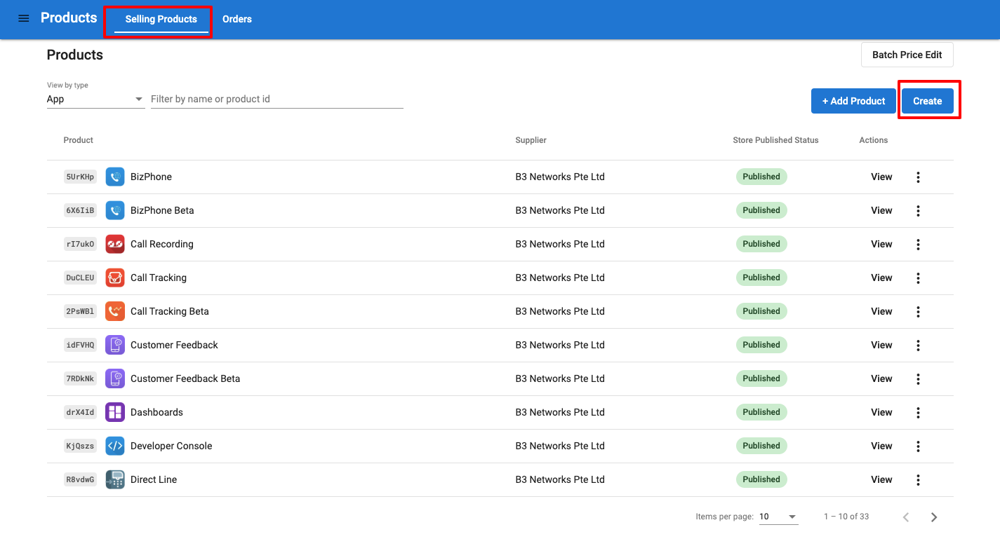 Products Selling Products Orders
Products Batch Price Edit
View by type
App Filter by name or product id
+ Add Product Create
Product Supplier Store Published Status Actions
5UrKHp BizPhone B3 Networks Pte Ltd Published View
6X6IiB BizPhone Beta B3 Networks Pte Ltd Published View
rI7ukO Call Recording B3 Networks Pte Ltd Published View
DuCLEU Call Tracking B3 Networks Pte Ltd Published View
2PsWBl Call Tracking Beta B3 Networks Pte Ltd Published View
idFVHQ Customer Feedback B3 Networks Pte Ltd Published View
7RDkNk Customer Feedback Beta B3 Networks Pte Ltd Published View
drX4Id Dashboards B3 Networks Pte Ltd Published View
KjQszs Developer Console B3 Networks Pte Ltd Published View
R8vdwG Direct Line B3 Networks Pte Ltd Published View
Items per page: 10 1 – 10 of 33